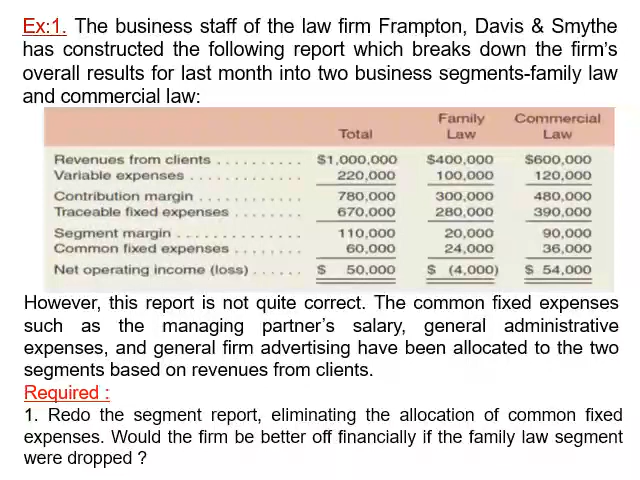 Ex:1. The business staff of the law firm Frampton, Davis & Smythe
has constructed the following report which breaks down the firm's
overall results for last month into two business segments-family law
and commercial law:
Total Family Law Commercial Law
Revenues from clients . . . . . . . . . . $1,000,000 $400,000 $600,000
Variable expenses . . . . . . . . . . . . . 220,000 100,000 120,000
Contribution margin . . . . . . . . . . . . 780,000 300,000 480,000
Traceable fixed expenses . . . . . . . . 670,000 280,000 390,000
Segment margin . . . . . . . . . . . . . . . 110,000 20,000 90,000
Common fixed expenses . . . . . . . . 60,000 24,000 36,000
Net operating income (loss) . . . . . . $ 50,000 $ (4,000) $ 54,000
However, this report is not quite correct. The common fixed expenses
such as the managing partner's salary, general administrative
expenses, and general firm advertising have been allocated to the two
segments based on revenues from clients.
Required :
1. Redo the segment report, eliminating the allocation of common fixed
expenses. Would the firm be better off financially if the family law segment
were dropped ?